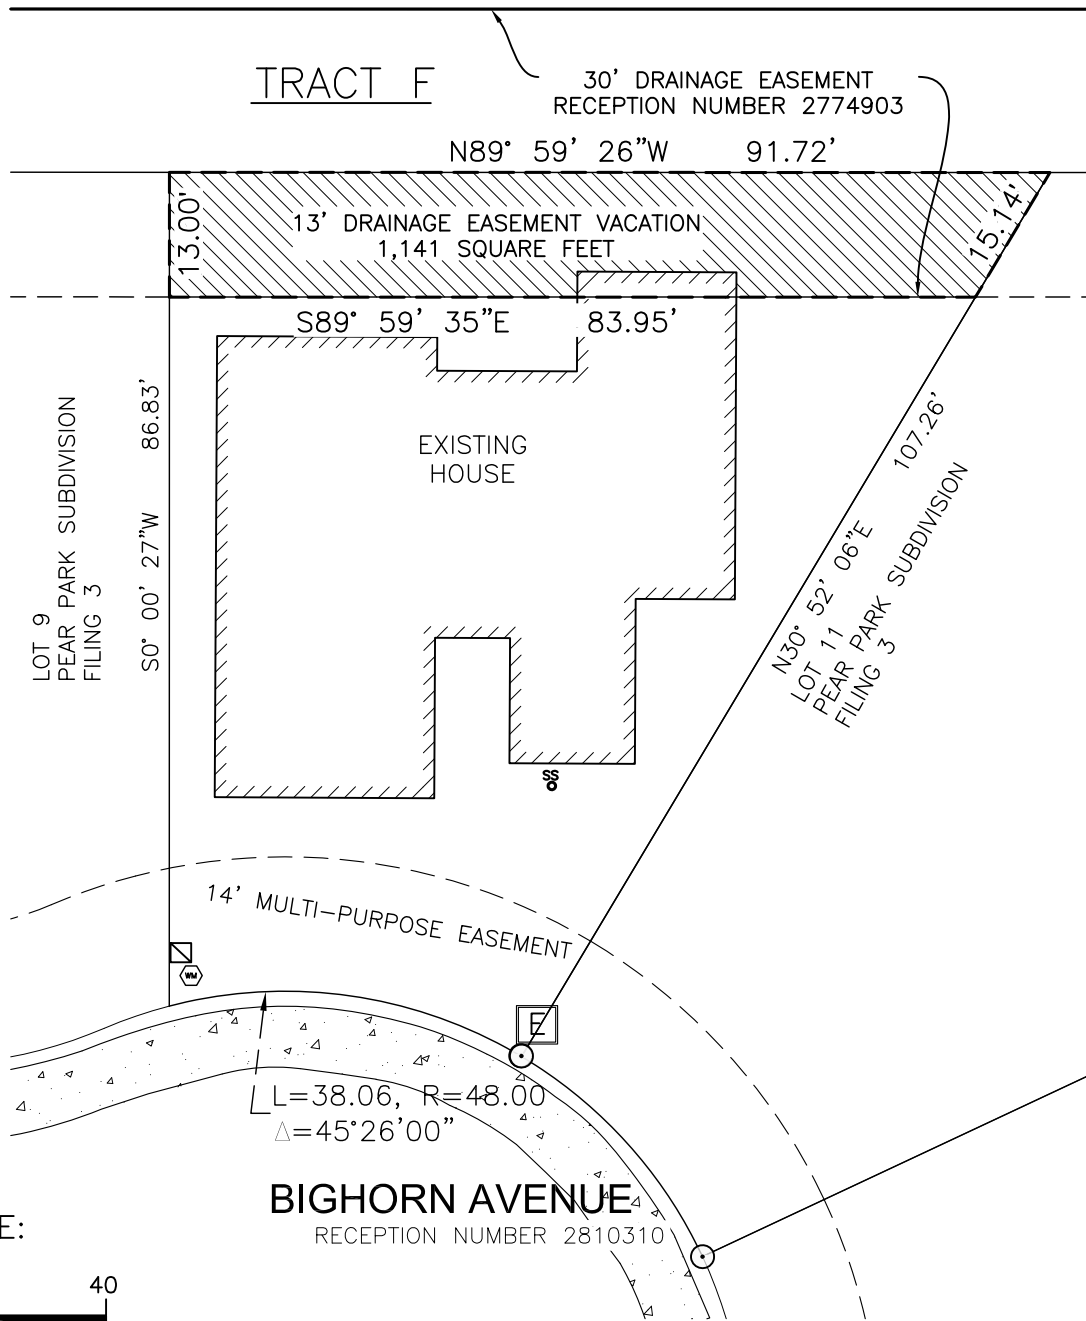 TRACT F
30' DRAINAGE EASEMENT
RECEPTION NUMBER 2774903
N89° 59' 26"W 91.72'
13.00'
13' DRAINAGE EASEMENT VACATION
1,141 SQUARE FEET
15.14'
S89° 59' 35"E 83.95'
LOT 9
PEAR PARK SUBDIVISION
FILING 3
S0° 00' 27"W 86.83'
EXISTING
HOUSE
N30° 52' 06"E 107.26'
LOT 11
PEAR PARK SUBDIVISION
FILING 3
SS
14' MULTI-PURPOSE EASEMENT
WM
E
L=38.06, R=48.00
Δ=45°26'00"
BIGHORN AVENUE
RECEPTION NUMBER 2810310
E:
40